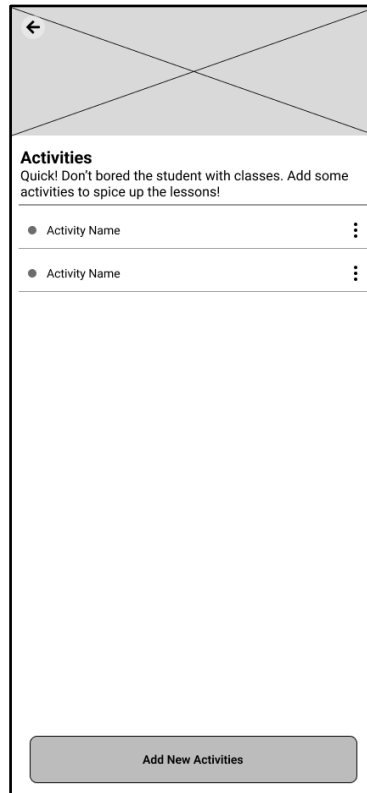 Activities
Quick! Don't bored the student with classes. Add some
activities to spice up the lessons!
Activity Name
Activity Name
Add New Activities